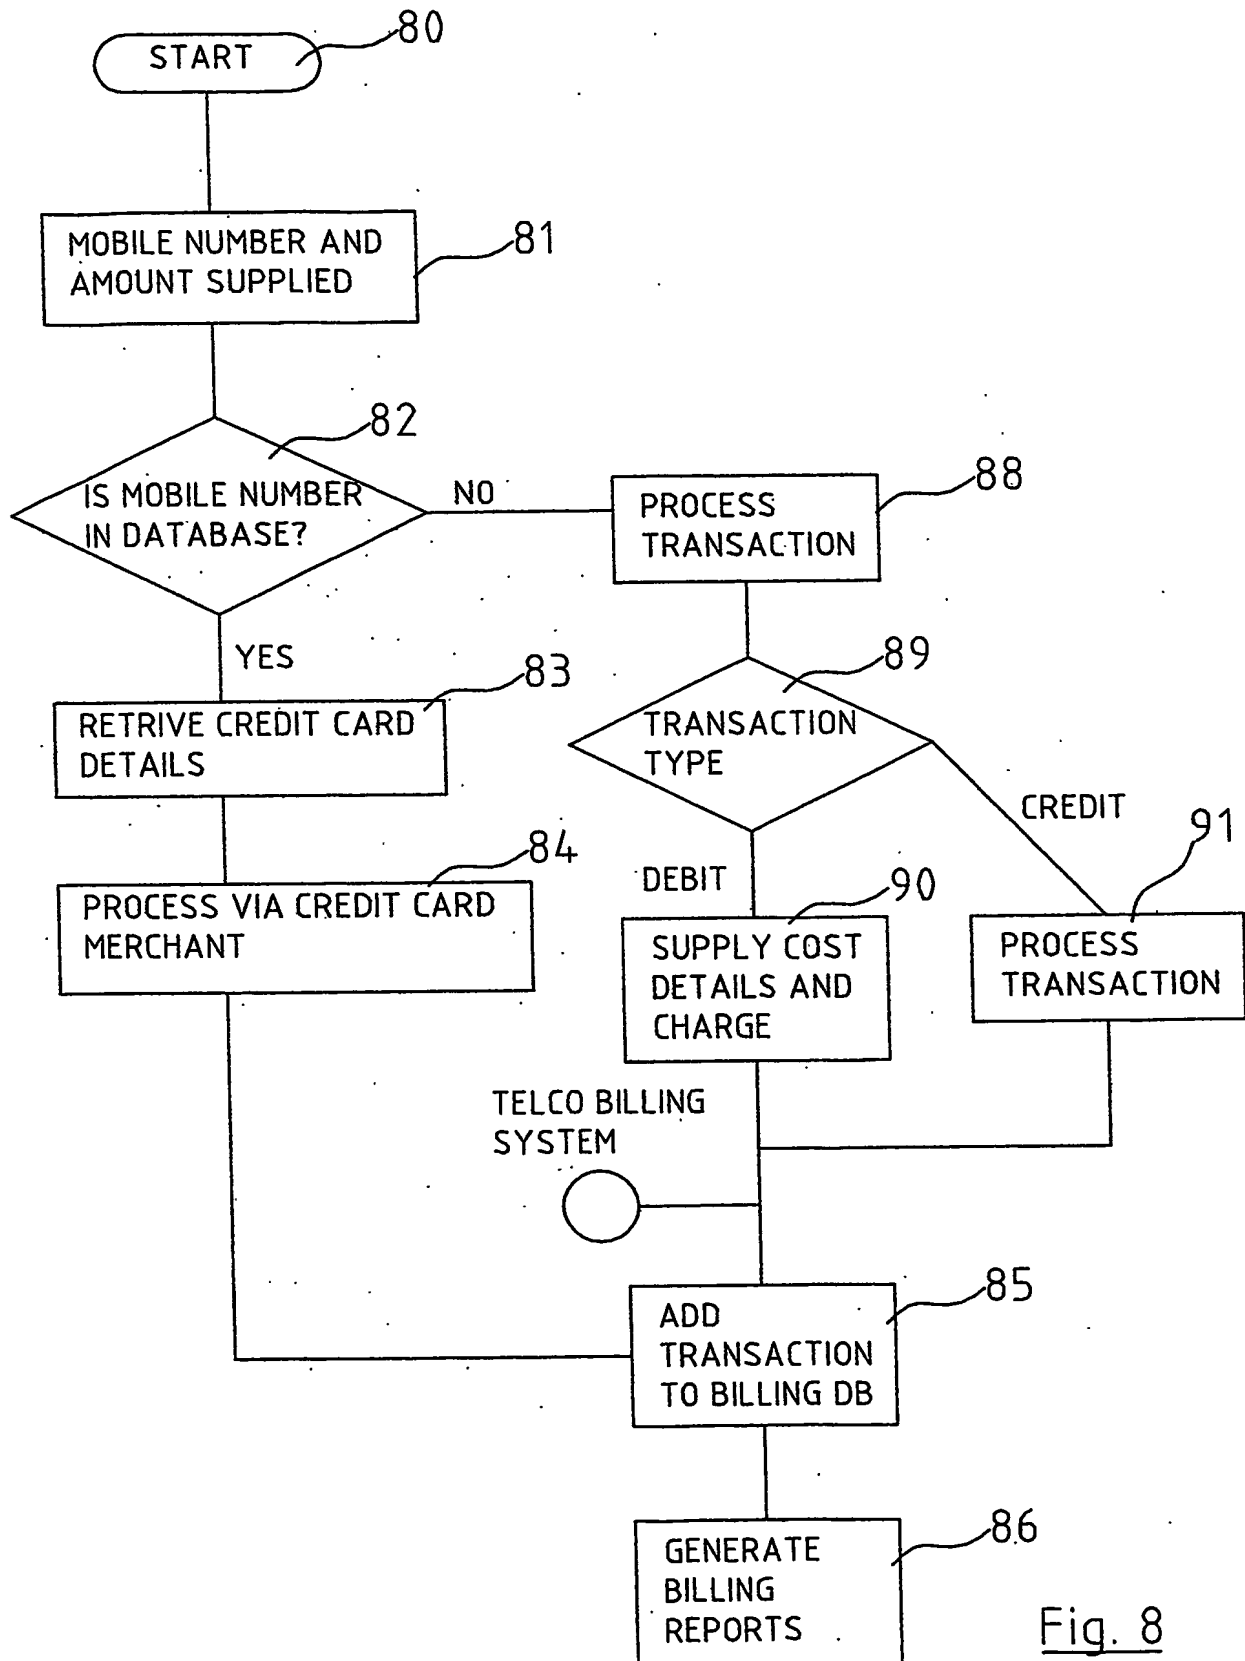 START
80
MOBILE NUMBER AND
AMOUNT SUPPLIED
81
IS MOBILE NUMBER
IN DATABASE?
82
NO
PROCESS
TRANSACTION
88
YES
RETRIVE CREDIT CARD
DETAILS
83
TRANSACTION
TYPE
89
PROCESS VIA CREDIT CARD
MERCHANT
84
DEBIT
CREDIT
SUPPLY COST
DETAILS AND
CHARGE
90
PROCESS
TRANSACTION
91
TELCO BILLING
SYSTEM
ADD
TRANSACTION
TO BILLING DB
85
GENERATE
BILLING
REPORTS
86
Fig. 8